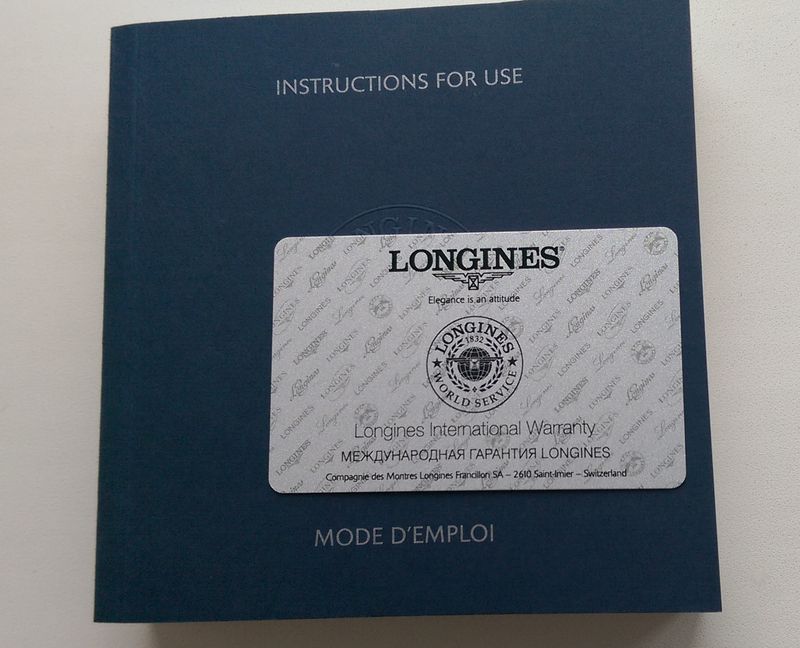 INSTRUCTIONS FOR USE
LONGINES
LONGINES®
Elegance is an attitude
LONGINES
1832
WORLD SERVICE
Longines International Warranty
МЕЖДУНАРОДНАЯ ГАРАНТИЯ LONGINES
Compagnie des Montres Longines Francillon SA – 2610 Saint-Imier – Switzerland
MODE D'EMPLOI